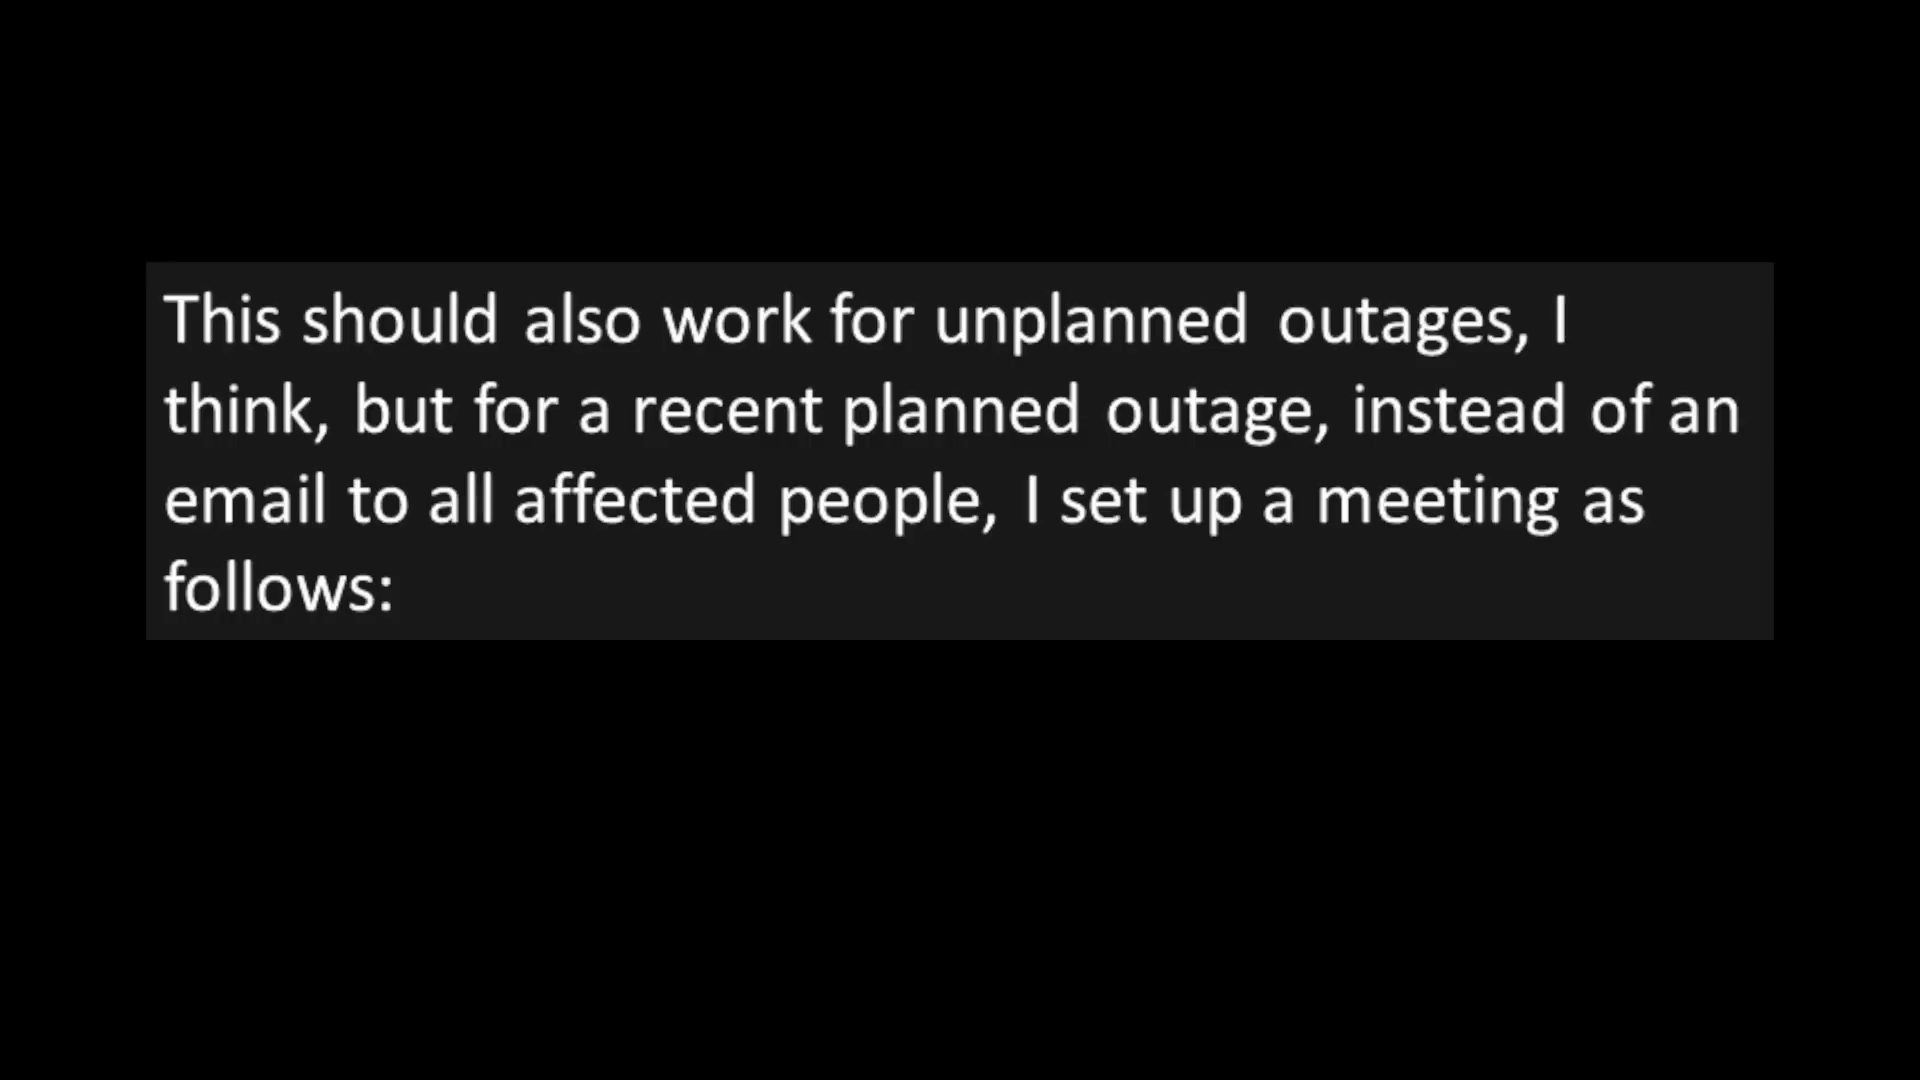 This should also work for unplanned outages, I
think, but for a recent planned outage, instead of an
email to all affected people, I set up a meeting as
follows: